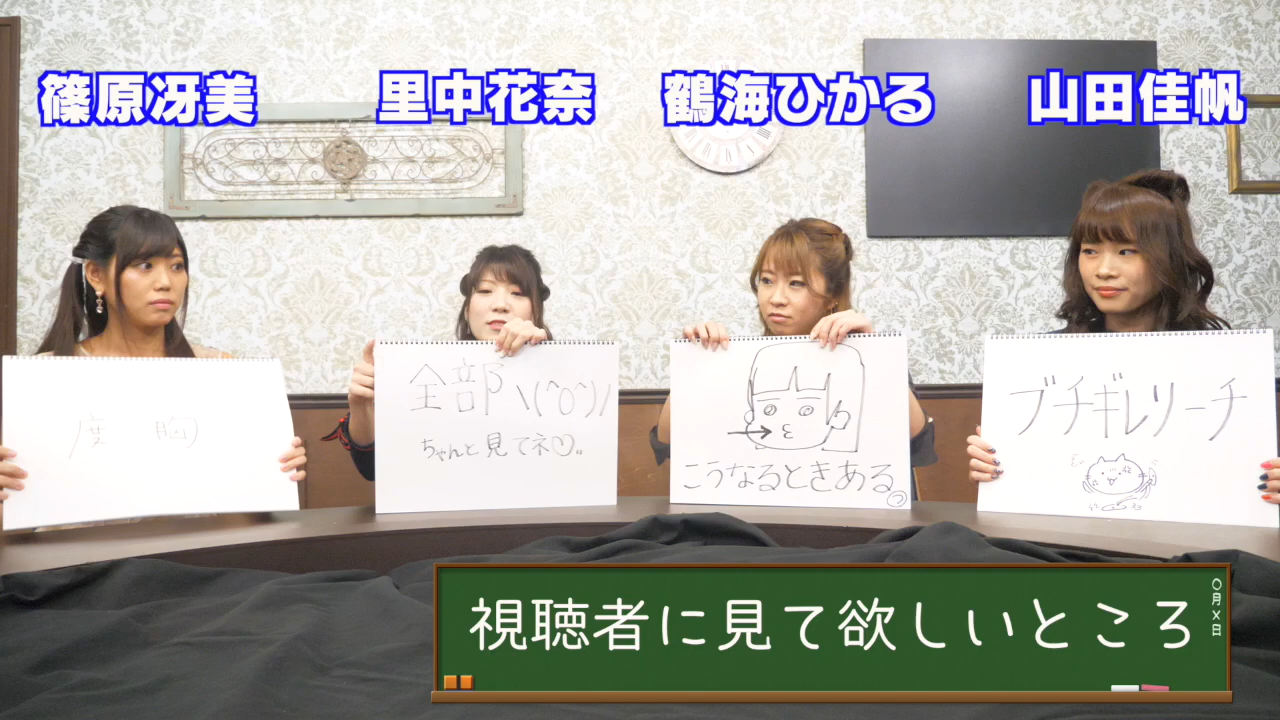 篠原冴美
里中花奈
鶴海ひかる
山田佳帆
度胸
全部\(^o^)/
ちゃんと見てネ♡。。
こうなるときある
ブチギレリーチ
視聴者に見て欲しいところ
〇月×日